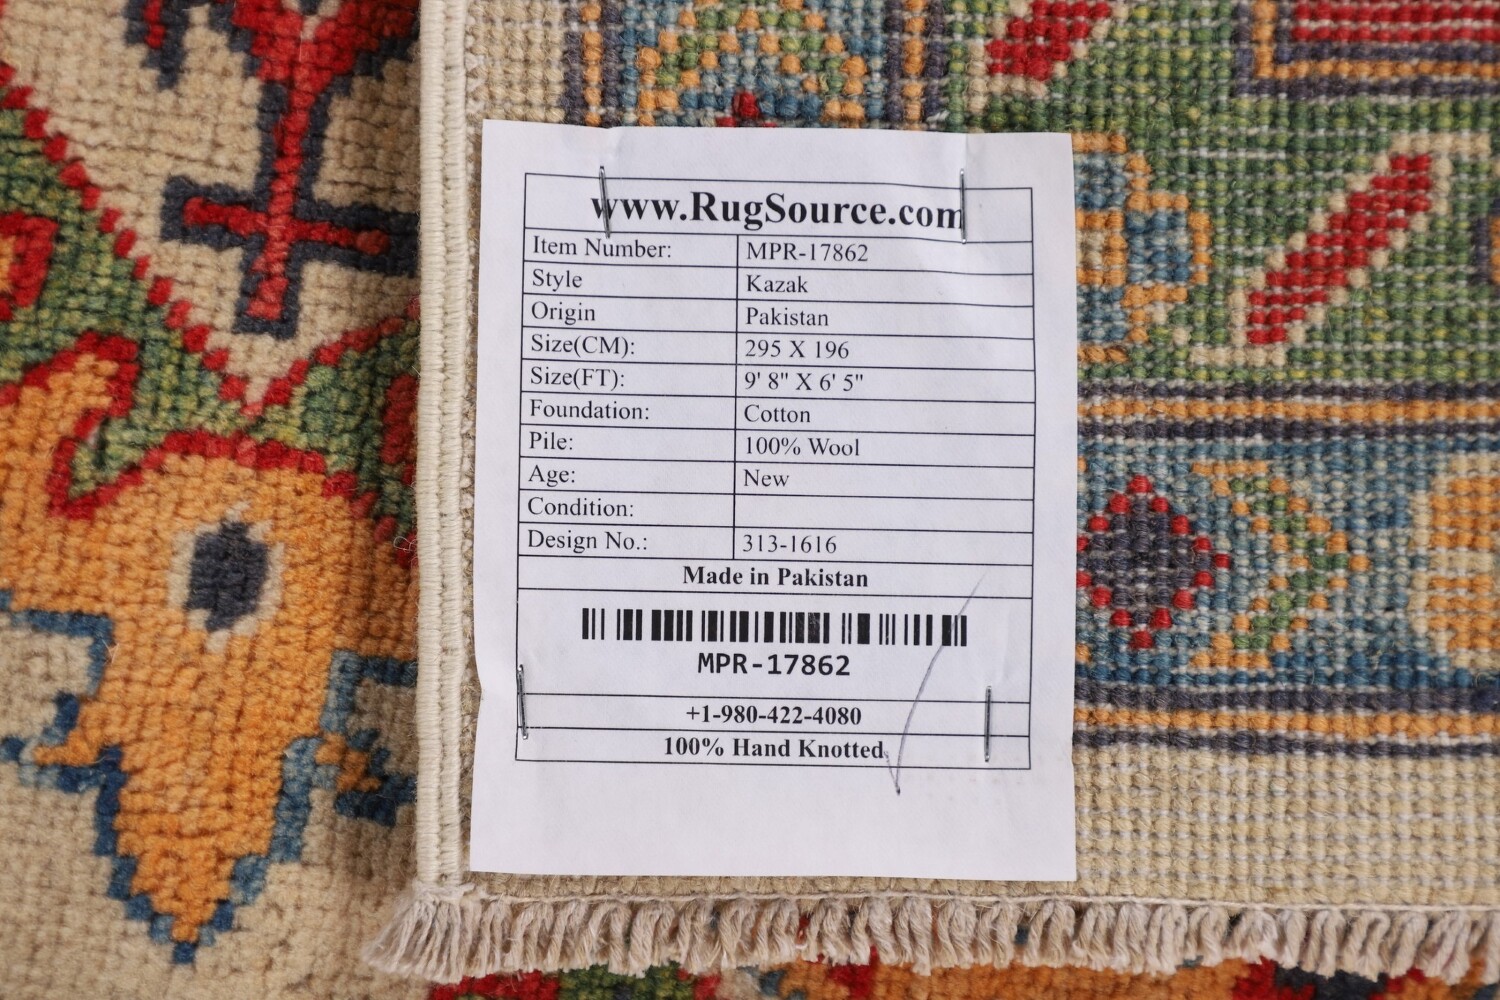 www.RugSource.com
Item Number: MPR-17862
Style Kazak
Origin Pakistan
Size(CM): 295 X 196
Size(FT): 9' 8" X 6' 5"
Foundation: Cotton
Pile: 100% Wool
Age: New
Condition:
Design No.: 313-1616
Made in Pakistan
MPR-17862
+1-980-422-4080
100% Hand Knotted